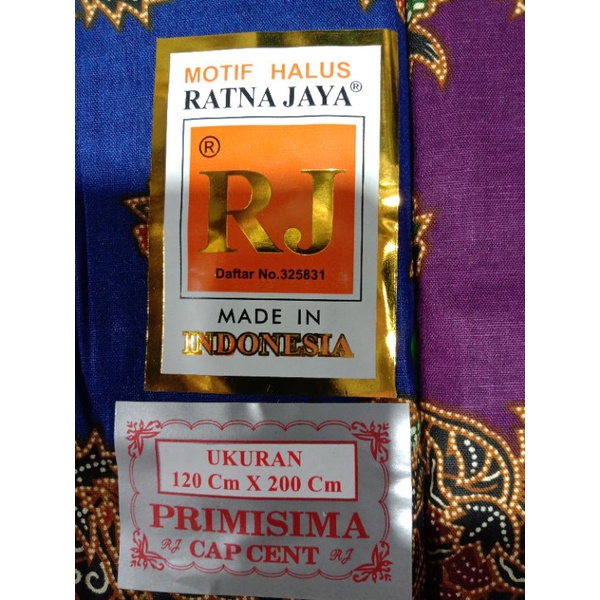 MOTIF HALUS
RATNA JAYA®
®
RJ
Daftar No.325831
MADE IN
INDONESIA
UKURAN
120 Cm X 200 Cm
PRIMISIMA
RJ CAP CENT RJ